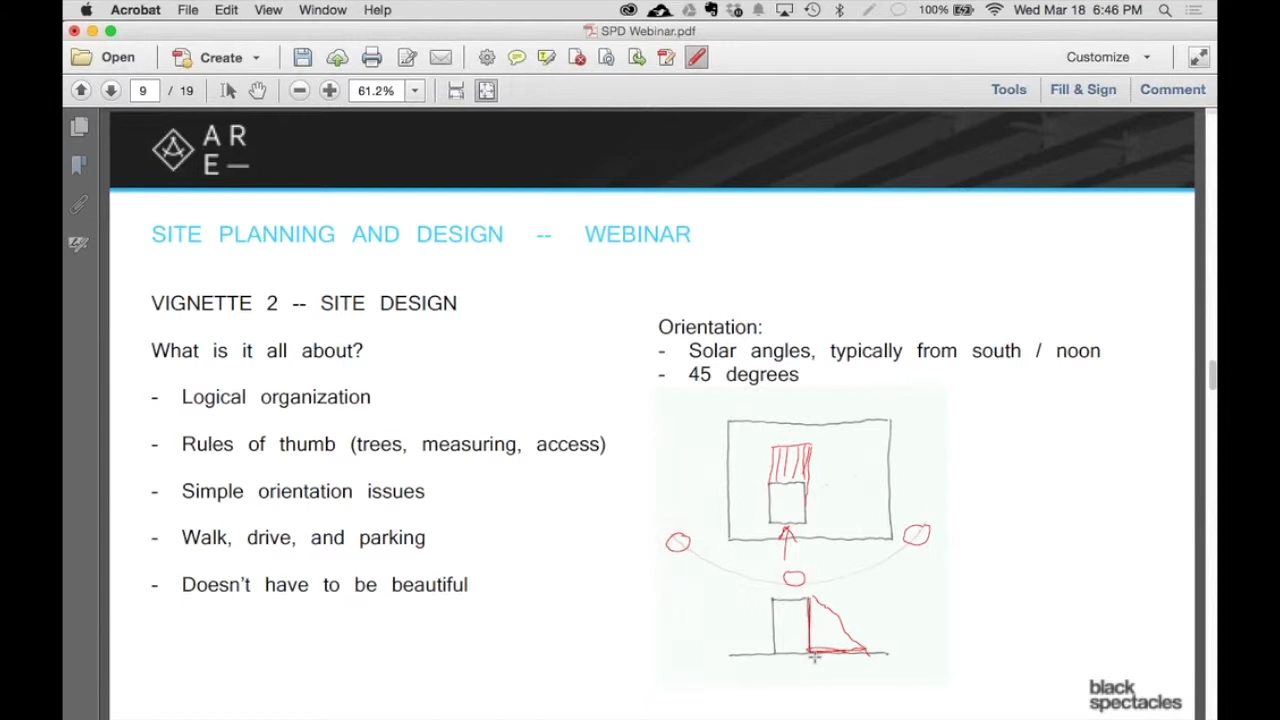 Acrobat File Edit View Window Help 100% Wed Mar 18 6:46 PM
SPD Webinar.pdf
Open Create Customize
9 / 19 61.2% Tools Fill & Sign Comment
A R
E —
SITE PLANNING AND DESIGN -- WEBINAR
VIGNETTE 2 -- SITE DESIGN
What is it all about?
- Logical organization
- Rules of thumb (trees, measuring, access)
- Simple orientation issues
- Walk, drive, and parking
- Doesn't have to be beautiful
Orientation:
- Solar angles, typically from south / noon
- 45 degrees
black
spectacles